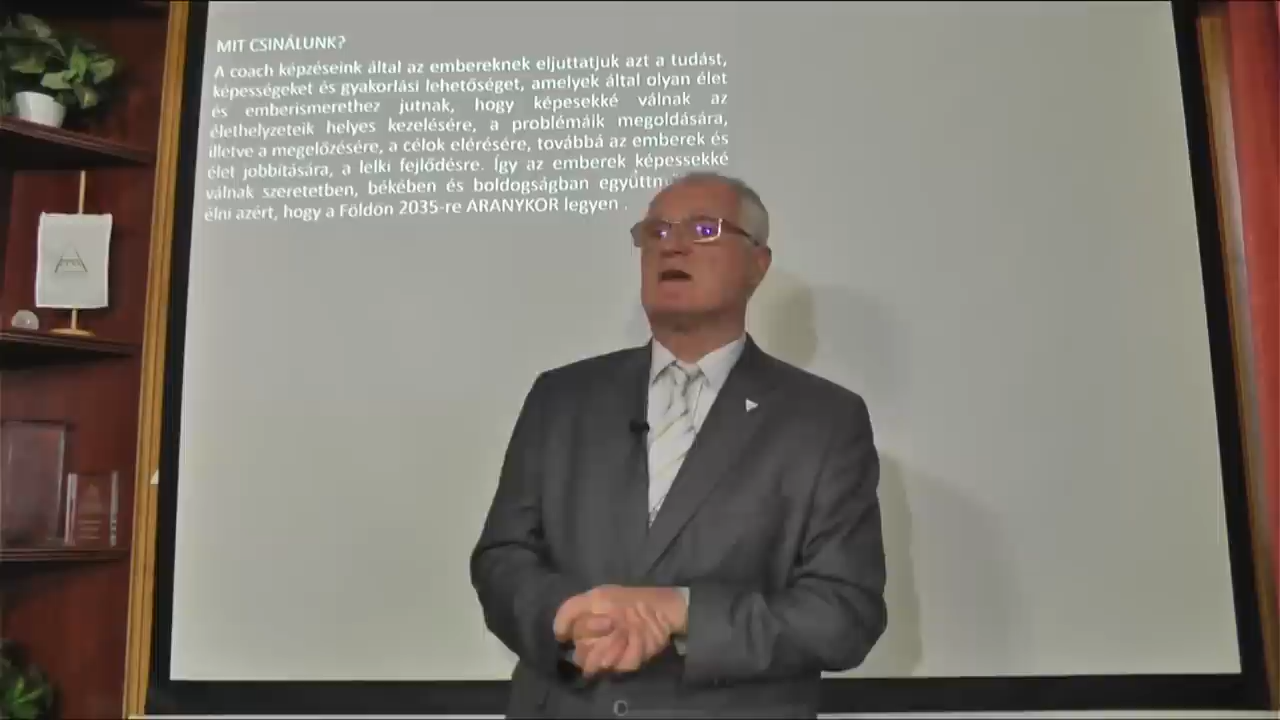 MIT CSINÁLUNK?
A coach képzéseink által az embereknek eljuttatjuk azt a tudást,
képességeket és gyakorlási lehetőséget, amelyek által olyan élet
és emberismerethez jutnak, hogy képesekké válnak az
élethelyzeteik helyes kezelésére, a problémáik megoldására,
illetve a megelőzésére, a célok elérésére, továbbá az emberek és
élet jobbítására, a lelki fejlődésre. Így az emberek képessekké
válnak szeretetben, békében és boldogságban
élni azért, hogy a Földön 2035-re ARANYKOR legyen .